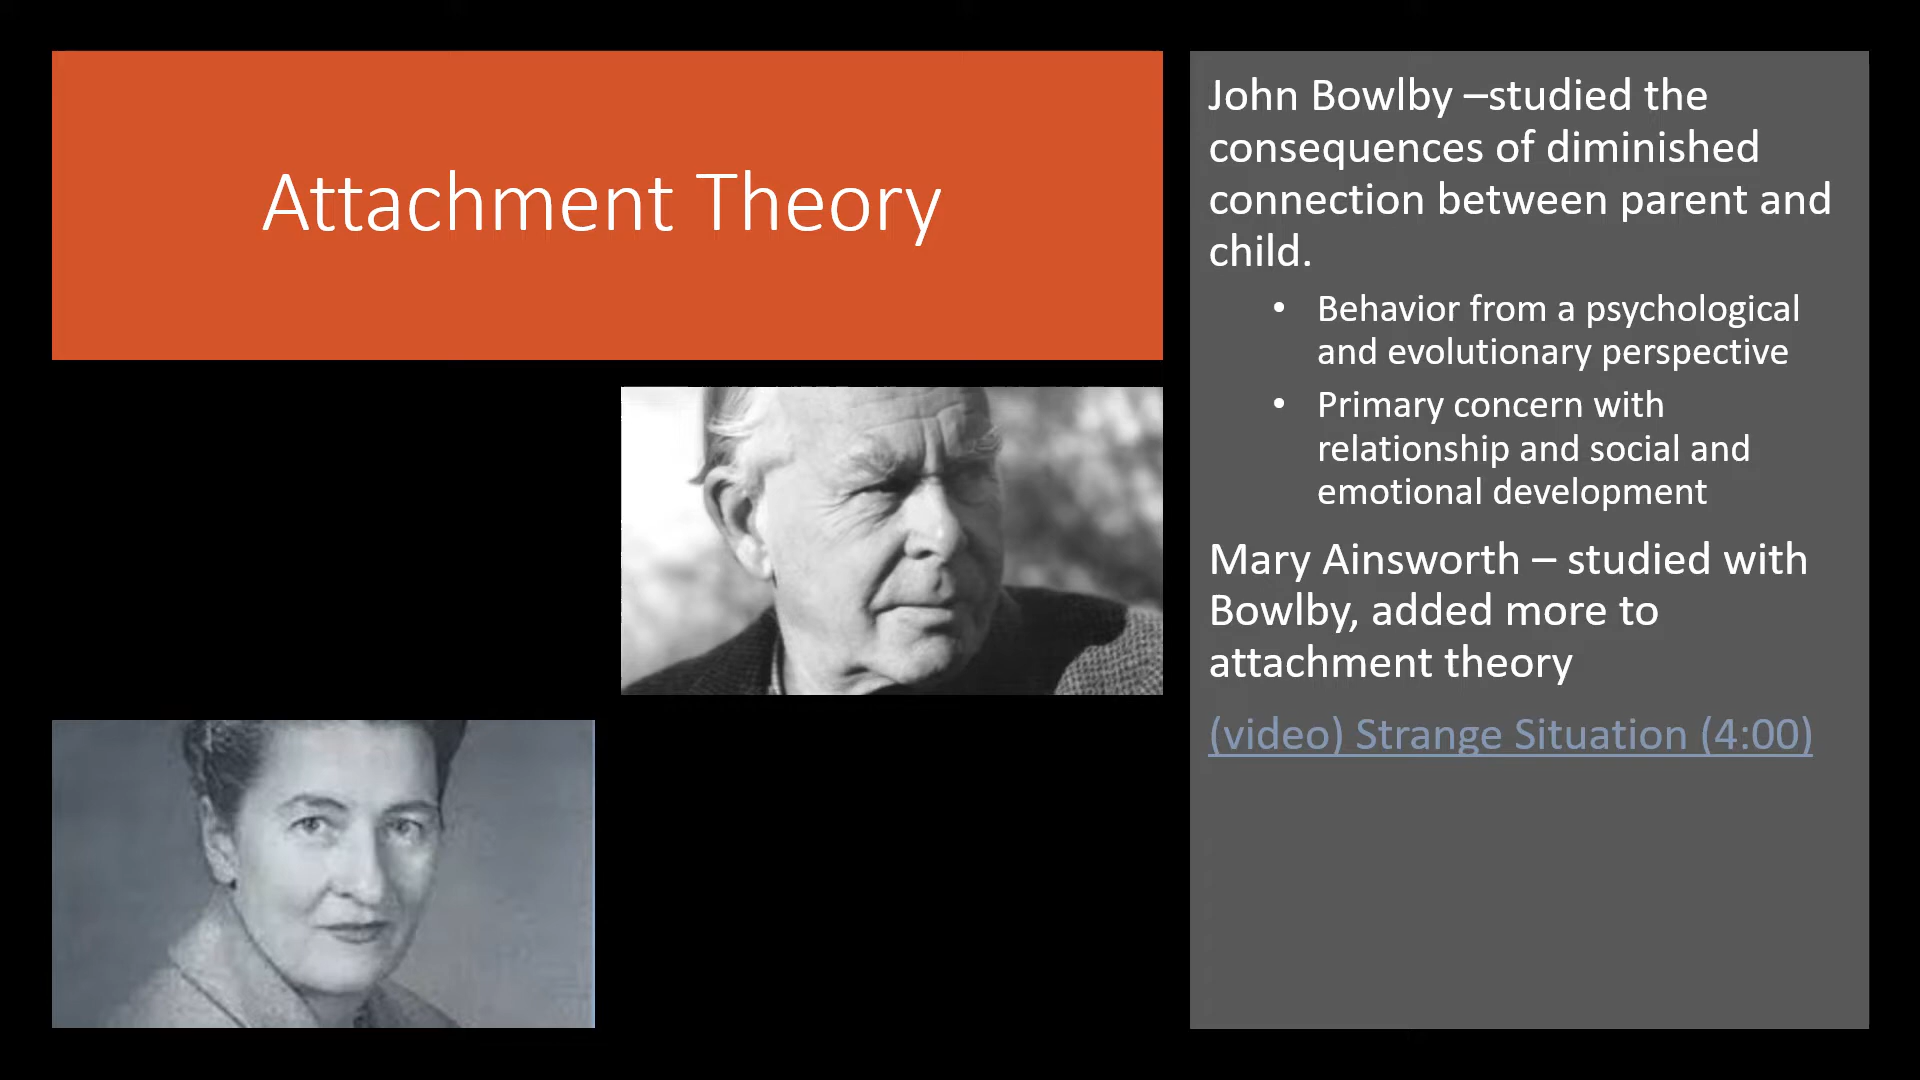 Attachment Theory
John Bowlby –studied the
consequences of diminished
connection between parent and
child.
• Behavior from a psychological
and evolutionary perspective
• Primary concern with
relationship and social and
emotional development
Mary Ainsworth – studied with
Bowlby, added more to
attachment theory
(video) Strange Situation (4:00)